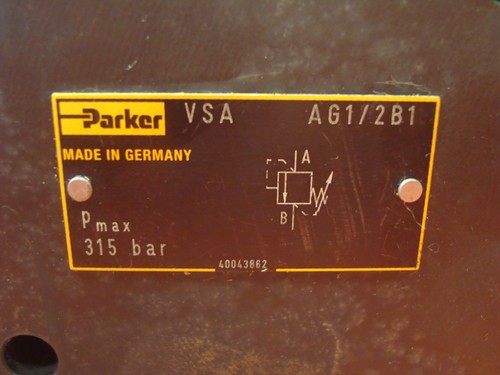 Parker VSA AG1/2B1
MADE IN GERMANY
A
B
Pmax
315 bar
40043862